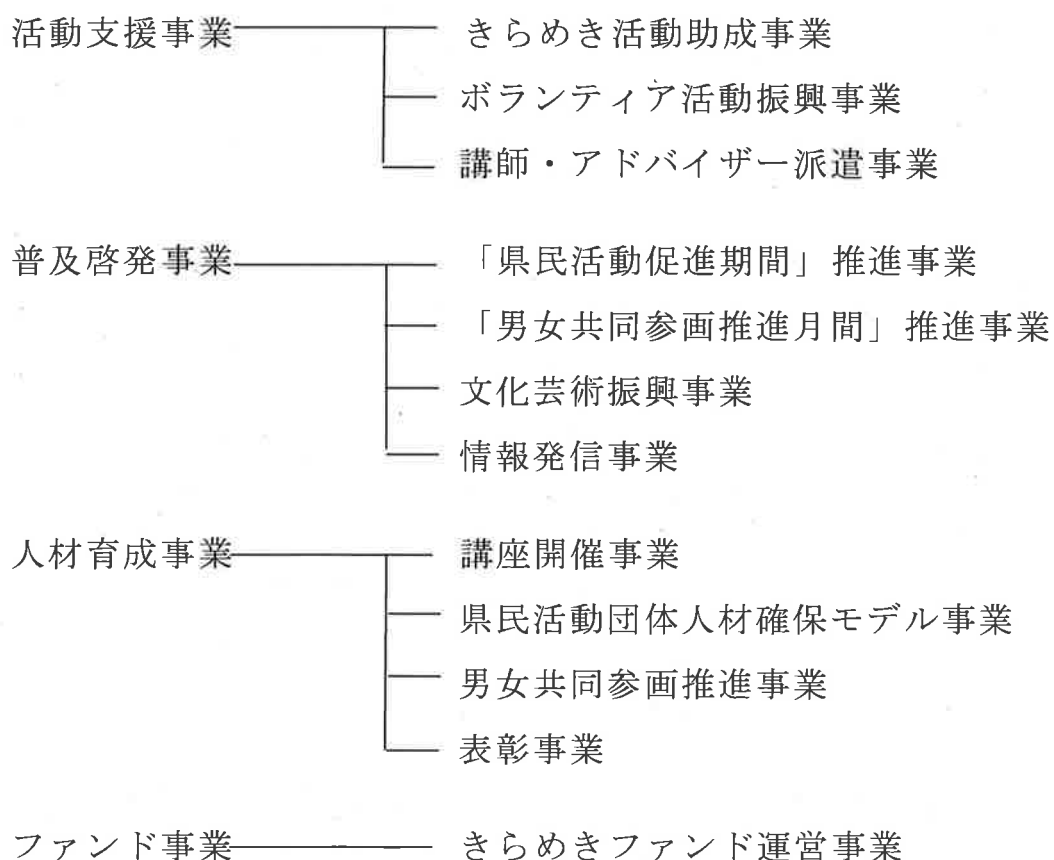 活動支援事業 きらめき活動助成事業
ボランティア活動振興事業
講師・アドバイザー派遣事業
普及啓発事業 「県民活動促進期間」推進事業
「男女共同参画推進月間」推進事業
文化芸術振興事業
情報発信事業
人材育成事業 講座開催事業
県民活動団体人材確保モデル事業
男女共同参画推進事業
表彰事業
ファンド事業 きらめきファンド運営事業